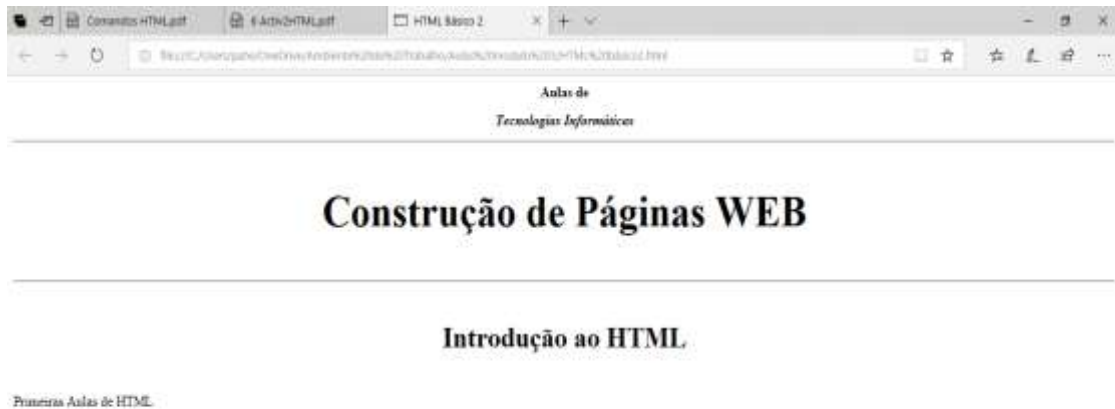 Comandos HTML.pdf
6 Activ2HTML.pdf
HTML Básico 2
Aulas de
Tecnologias Informáticas
Construção de Páginas WEB
Introdução ao HTML
Primeiras Aulas de HTML